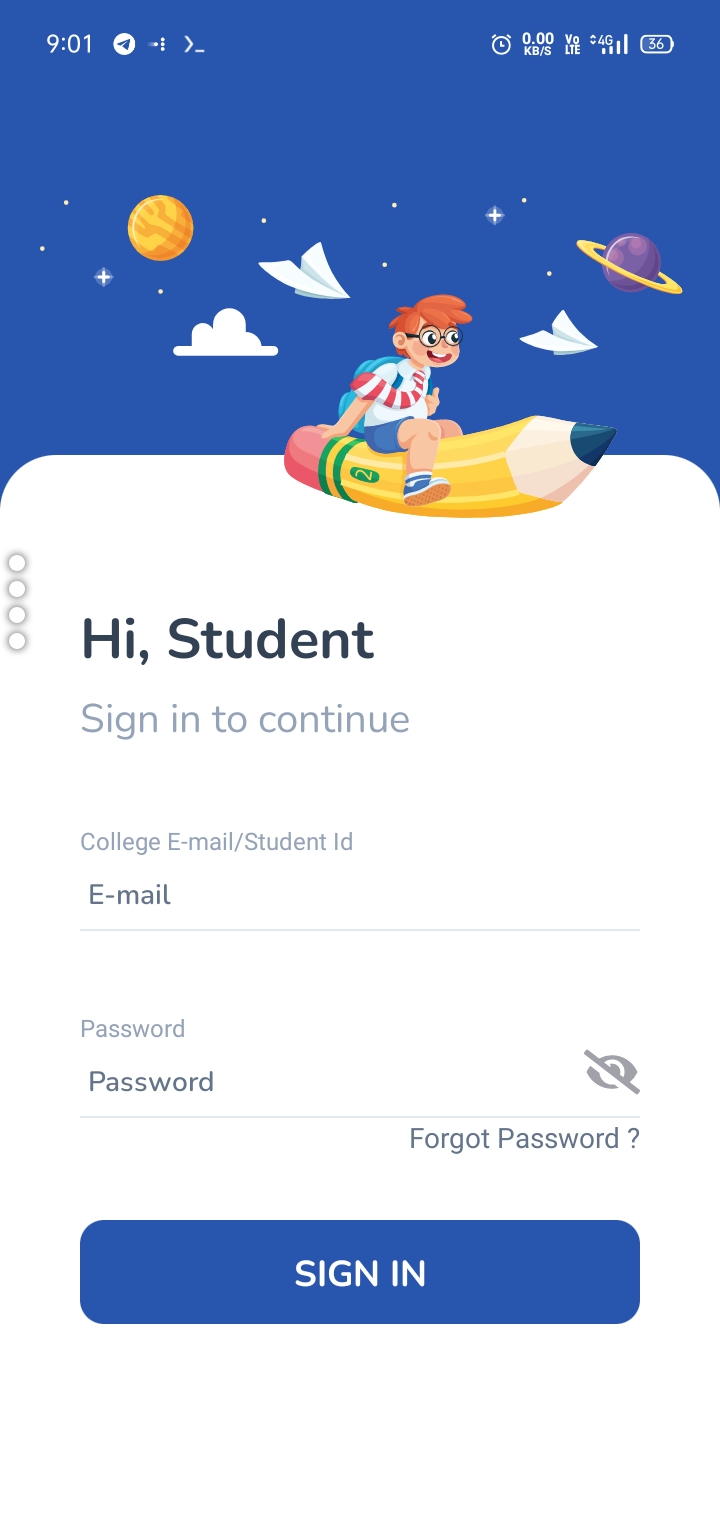 9:01 0.00 KB/S Vo LTE 4G 36
2
Hi, Student
Sign in to continue
College E-mail/Student Id
E-mail
Password
Password
Forgot Password ?
SIGN IN